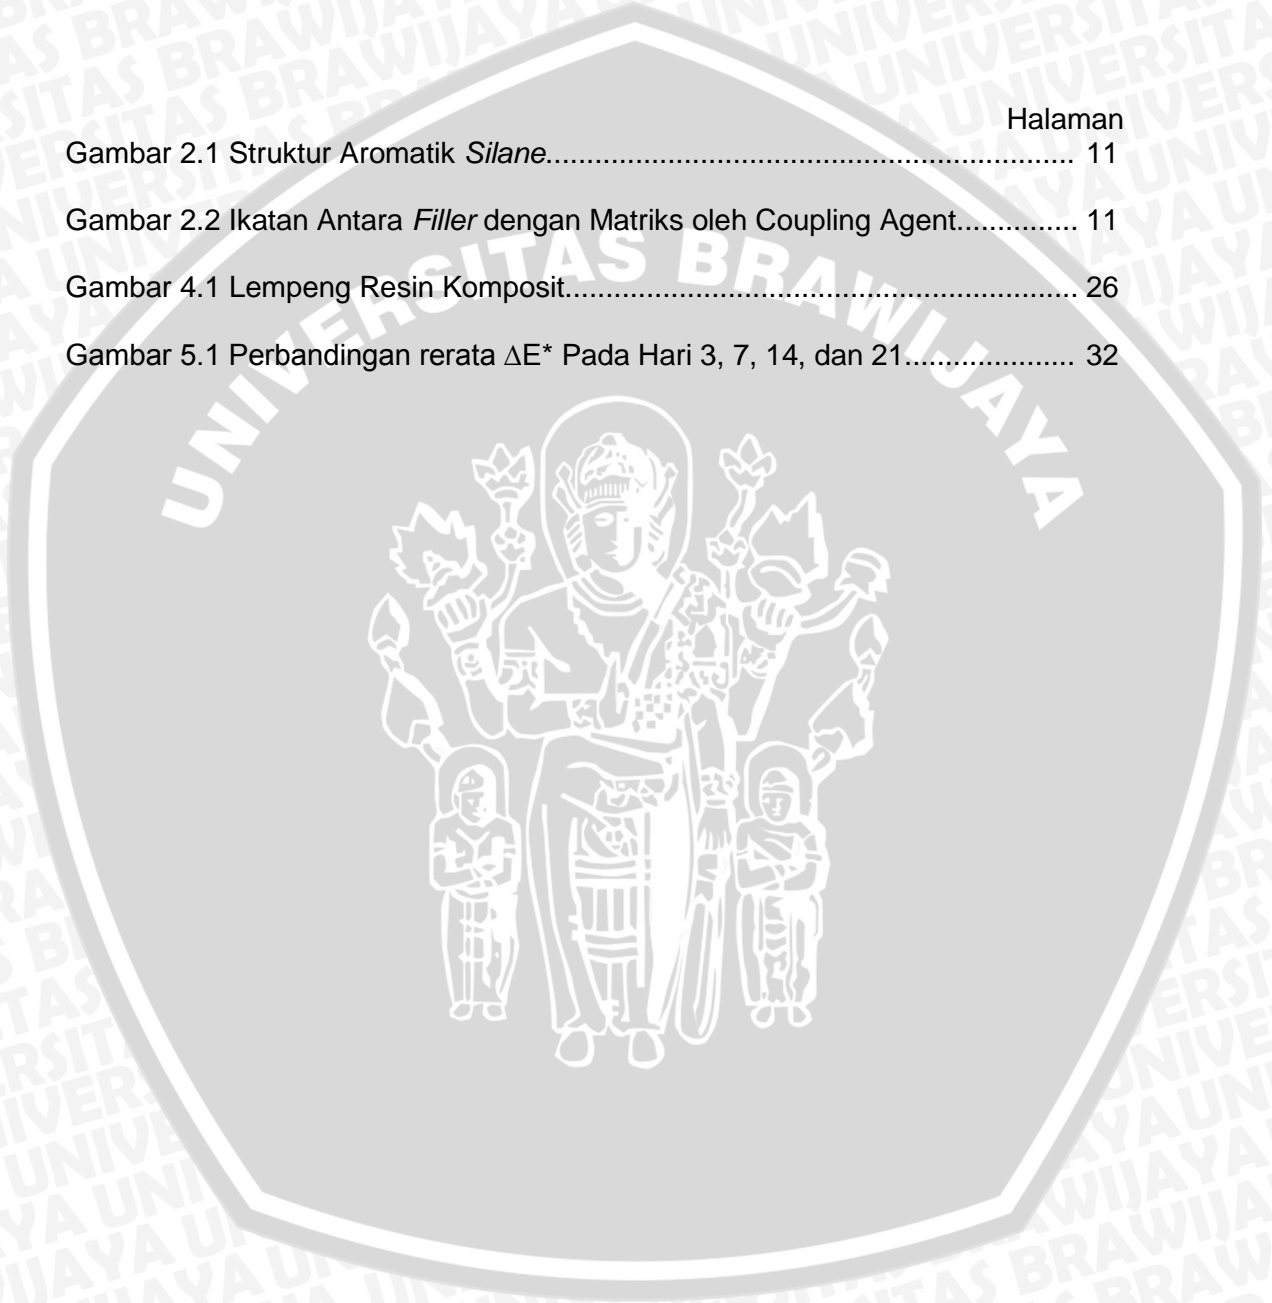 Halaman
Gambar 2.1 Struktur Aromatik Silane................................................................ 11
Gambar 2.2 Ikatan Antara Filler dengan Matriks oleh Coupling Agent............... 11
Gambar 4.1 Lempeng Resin Komposit.............................................................. 26
Gambar 5.1 Perbandingan rerata ∆E* Pada Hari 3, 7, 14, dan 21..................... 32
UNIVERSITAS BRAWIJAYA